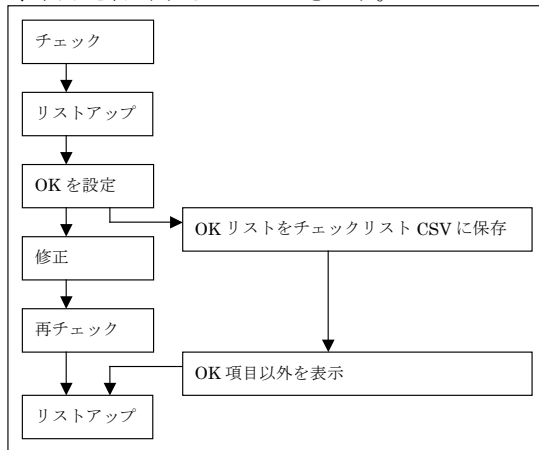 チェック
リストアップ
OK を設定
OK リストをチェックリスト CSV に保存
修正
再チェック
OK 項目以外を表示
リストアップ